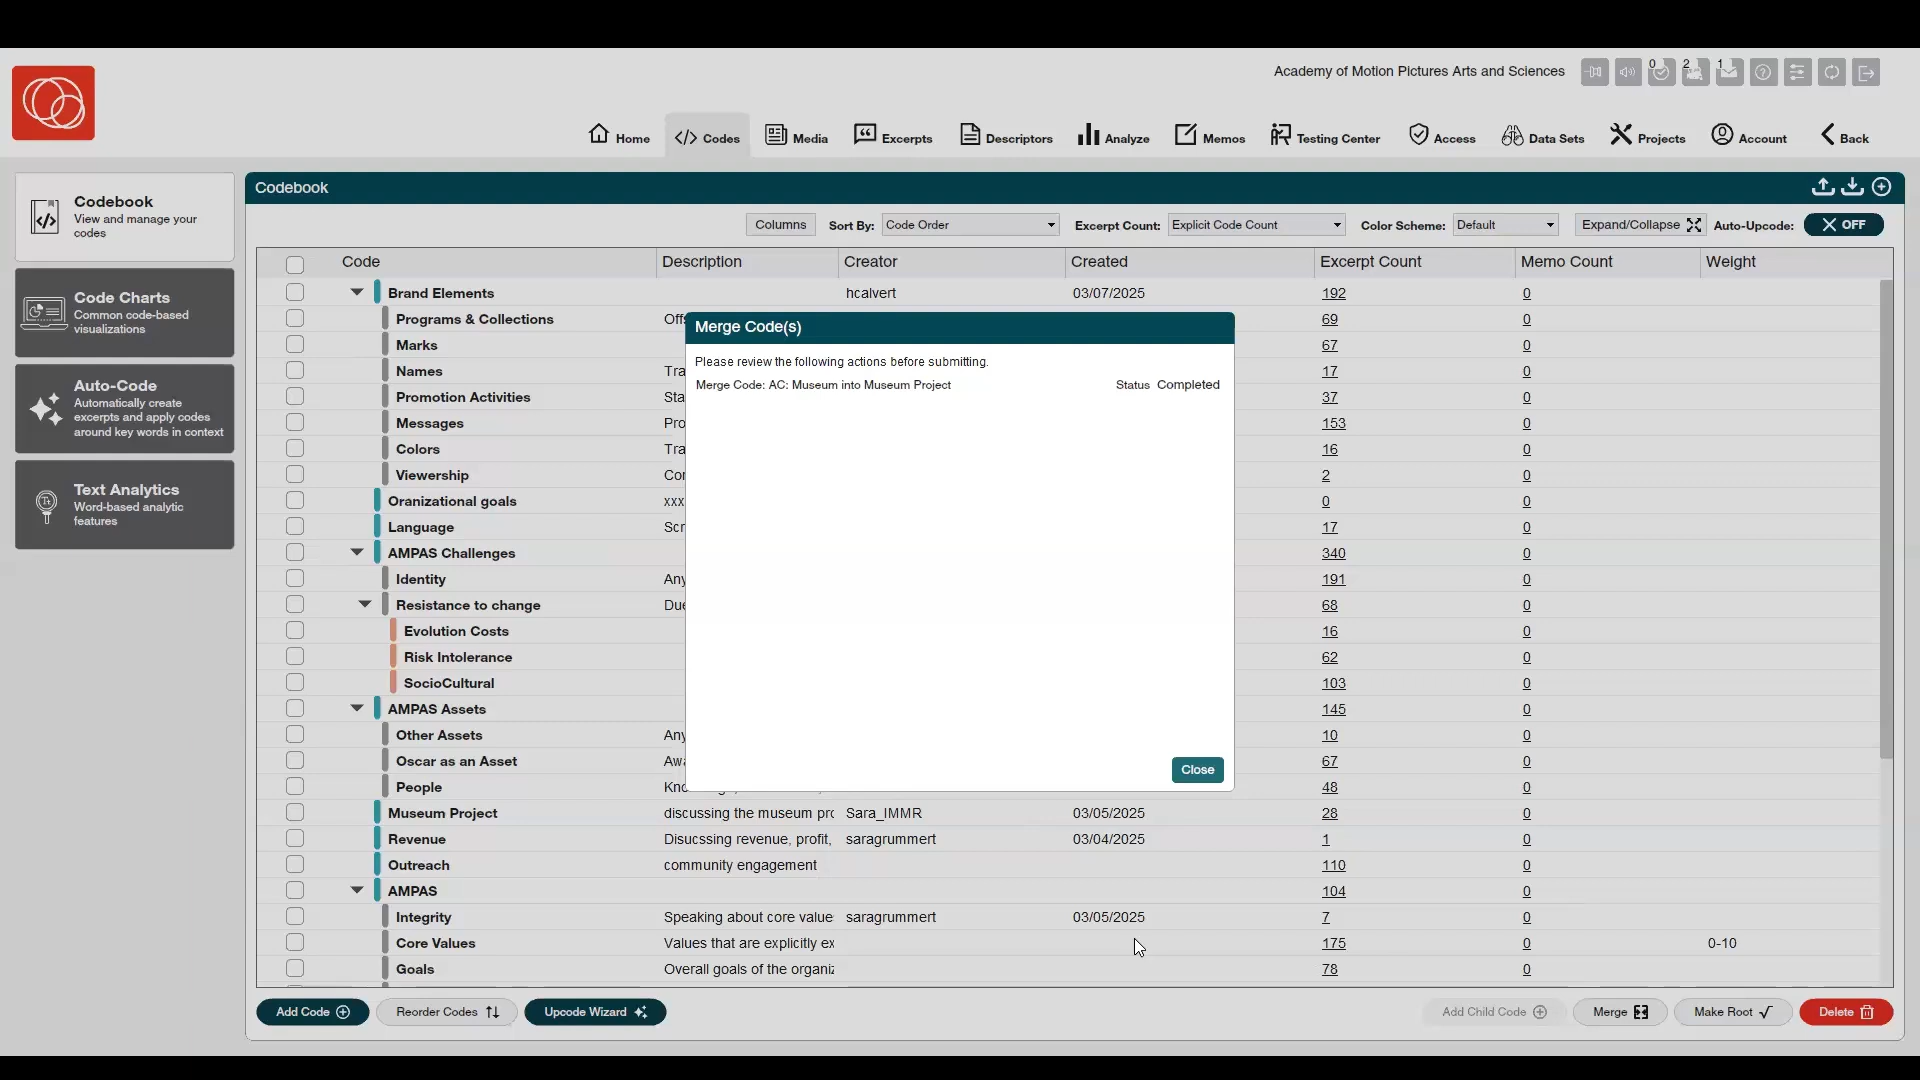 Academy of Motion Pictures Arts and Sciences
0
2
1
Home
Codes
Media
Excerpts
Descriptors
Analyze
Memos
Testing Center
Access
Data Sets
Projects
Account
Back
Codebook
View and manage your
codes
Code Charts
Common code-based
visualizations
Auto-Code
Automatically create
excerpts and apply codes
around key words in context
Text Analytics
Word-based analytic
features
Codebook
Columns Sort By: Code Order Excerpt Count: Explicit Code Count Color Scheme: Default Expand/Collapse Auto-Upcode: OFF
Code Description Creator Created Excerpt Count Memo Count Weight
Brand Elements hcalvert 03/07/2025 192 0
Programs & Collections 69 0
Marks 67 0
Names 17 0
Promotion Activities 37 0
Messages 153 0
Colors 16 0
Viewership 2 0
Oranizational goals xxx 0 0
Language 17 0
AMPAS Challenges 340 0
Identity Any 191 0
Resistance to change 68 0
Evolution Costs 16 0
Risk Intolerance 62 0
SocioCultural 103 0
AMPAS Assets 145 0
Other Assets Any 10 0
Oscar as an Asset 67 0
People 48 0
Museum Project discussing the museum Sara_IMMR 03/05/2025 28 0
Revenue Disucssing revenue, profit, saragrummert 03/04/2025 1 0
Outreach community engagement 110 0
AMPAS 104 0
Integrity Speaking about core value saragrummert 03/05/2025 7 0
Core Values Values that are explicitly ex 175 0 0-10
Goals Overall goals of the 78 0
Merge Code(s)
Please review the following actions before submitting.
Merge Code: AC: Museum into Museum Project Status Completed
Close
Add Code Reorder Codes Upcode Wizard Add Child Code Merge Make Root Delete